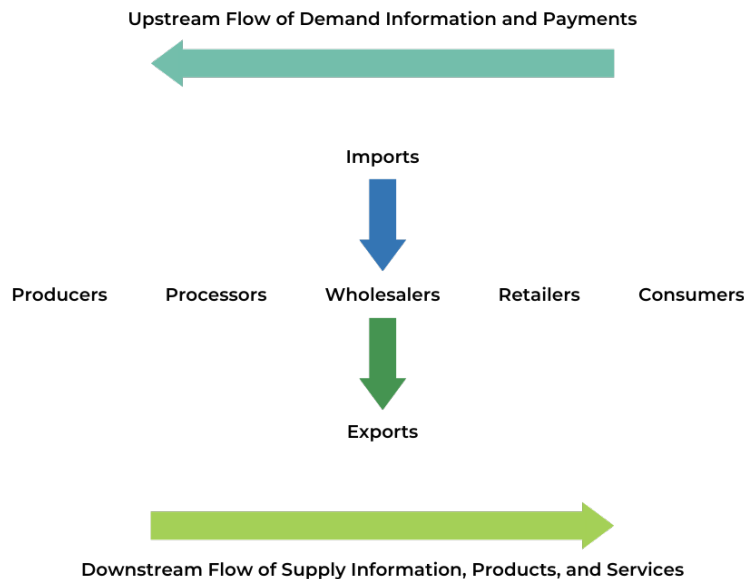 Upstream Flow of Demand Information and Payments
Imports
Producers Processors Wholesalers Retailers Consumers
Exports
Downstream Flow of Supply Information, Products, and Services